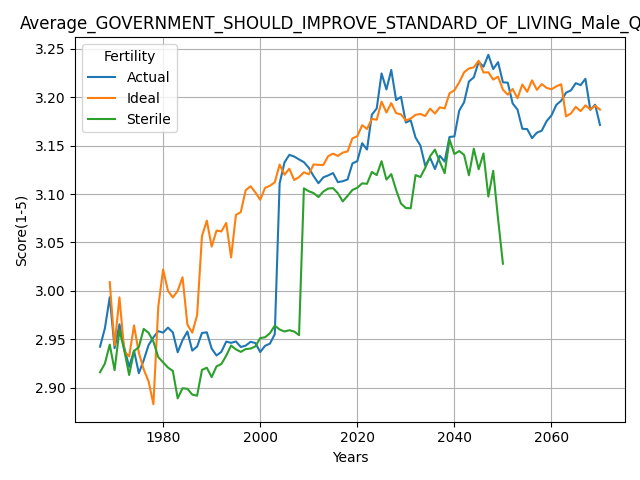 Average_GOVERNMENT_SHOULD_IMPROVE_STANDARD_OF_LIVING_Male_Q
3.25
3.20
3.15
3.10
3.05
3.00
2.95
2.90
Score(1-5)
Fertility
Actual
Ideal
Sterile
1980 2000 2020 2040 2060
Years